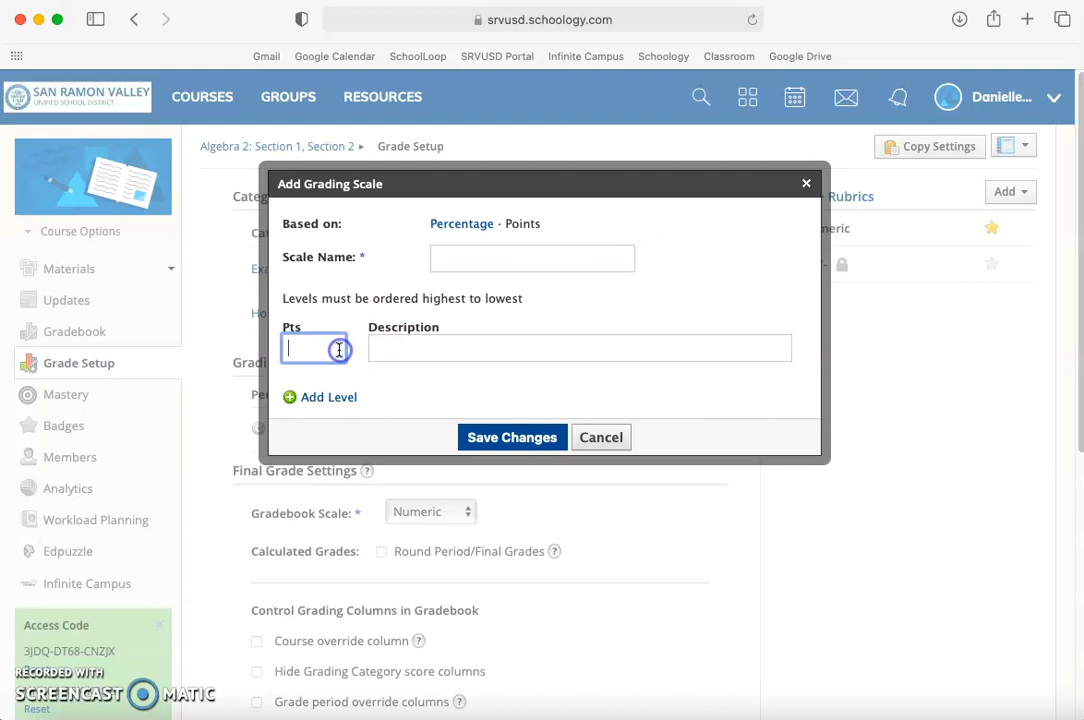 srvusd.schoology.com
Gmail Google Calendar SchoolLoop SRVUSD Portal Infinite Campus Schoology Classroom Google Drive
SAN RAMON VALLEY
UNIFIED SCHOOL DISTRICT
COURSES GROUPS RESOURCES Danielle...
Algebra 2: Section 1, Section 2 ▸ Grade Setup
Copy Settings
Course Options
Materials
Updates
Gradebook
Grade Setup
Mastery
Badges
Members
Analytics
Workload Planning
Edpuzzle
Infinite Campus
Access Code
3JDQ-DT68-CNZJX
Reset
RECORDED WITH
SCREENCAST MATIC
Add Grading Scale
Based on: Percentage · Points
Scale Name: *
Levels must be ordered highest to lowest
Pts Description
Add Level
Save Changes Cancel
Rubrics
Add
Final Grade Settings ?
Gradebook Scale: * Numeric
Calculated Grades: Round Period/Final Grades ?
Control Grading Columns in Gradebook
Course override column ?
Hide Grading Category score columns
Grade period override columns ?